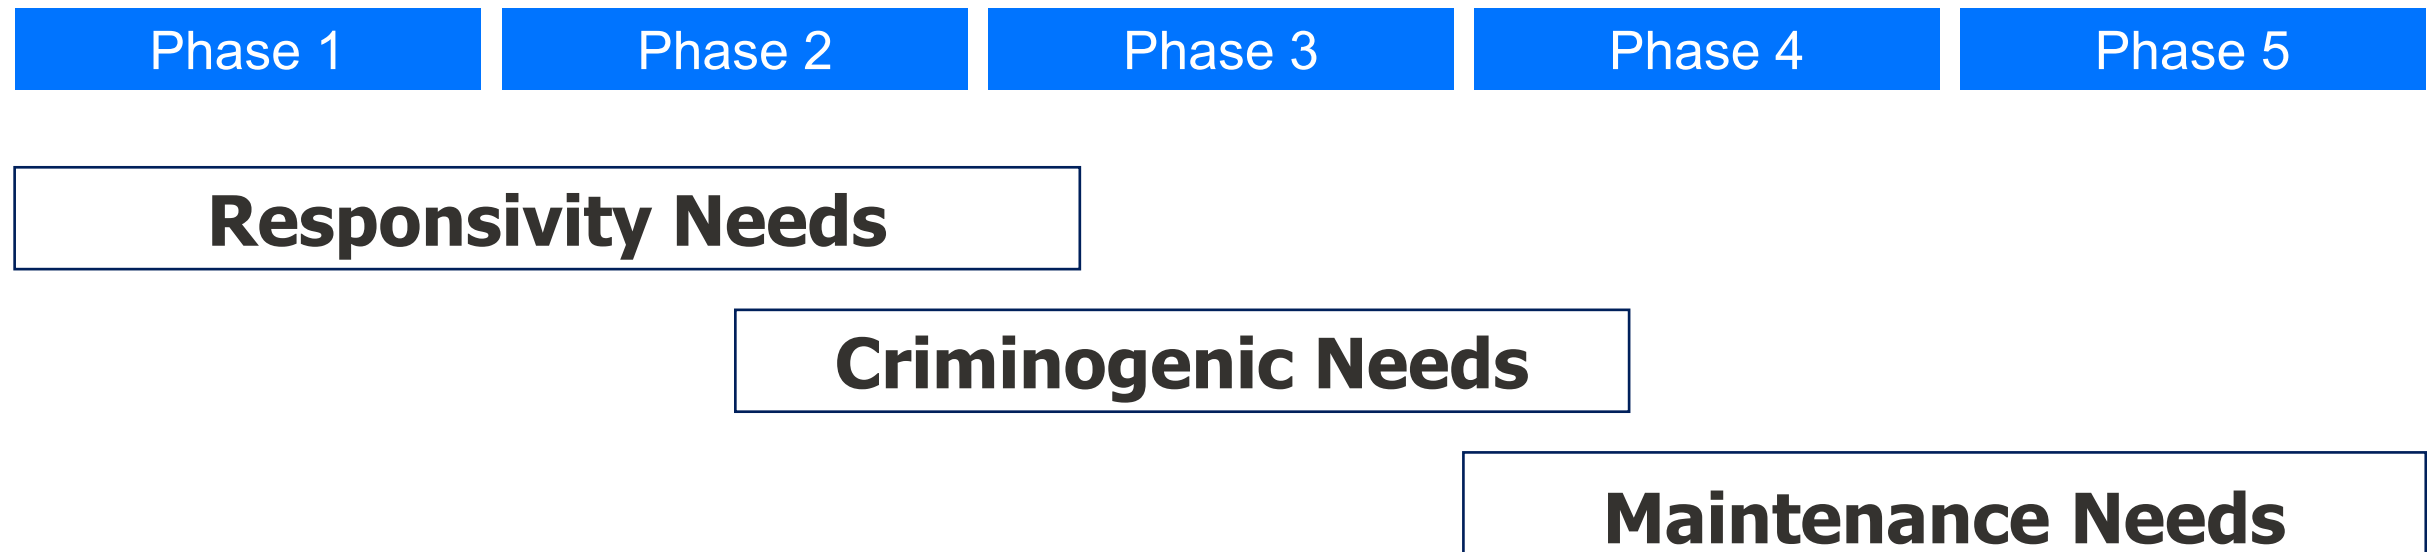 Phase 1 Phase 2 Phase 3 Phase 4 Phase 5
Responsivity Needs
Criminogenic Needs
Maintenance Needs